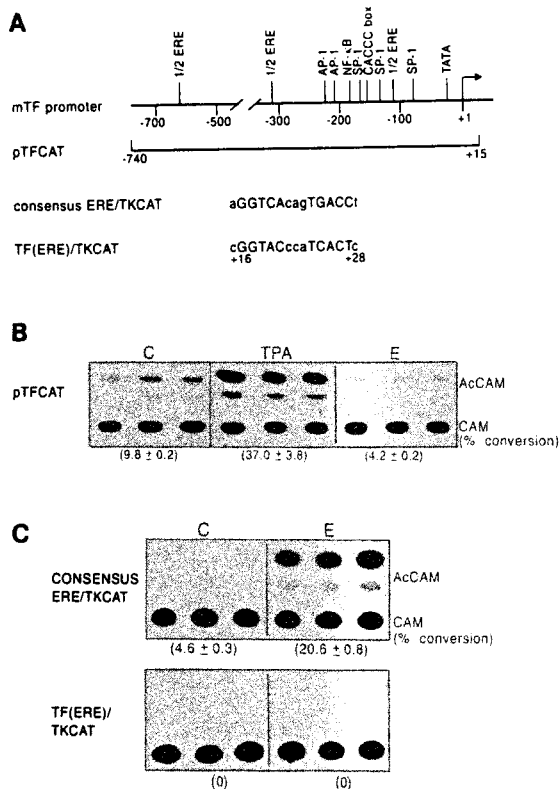 A
1/2 ERE
1/2 ERE
AP-1
AP-1
NF-κB
SP-1
CACCC box
SP-1
1/2 ERE
SP-1
TATA
mTF promoter
-700
-500
-300
-200
-100
+1
pTFCAT
-740
+15
consensus ERE/TKCAT
aGGTCAcagTGACCt
TF(ERE)/TKCAT
cGGTACccaTCACTc
+16
+28
B
C
TPA
E
pTFCAT
AcCAM
CAM
(% conversion)
(9.8 ± 0.2)
(37.0 ± 3.8)
(4.2 ± 0.2)
C
C
E
CONSENSUS
ERE/TKCAT
AcCAM
CAM
(% conversion)
(4.6 ± 0.3)
(20.6 ± 0.8)
TF(ERE)/
TKCAT
(0)
(0)